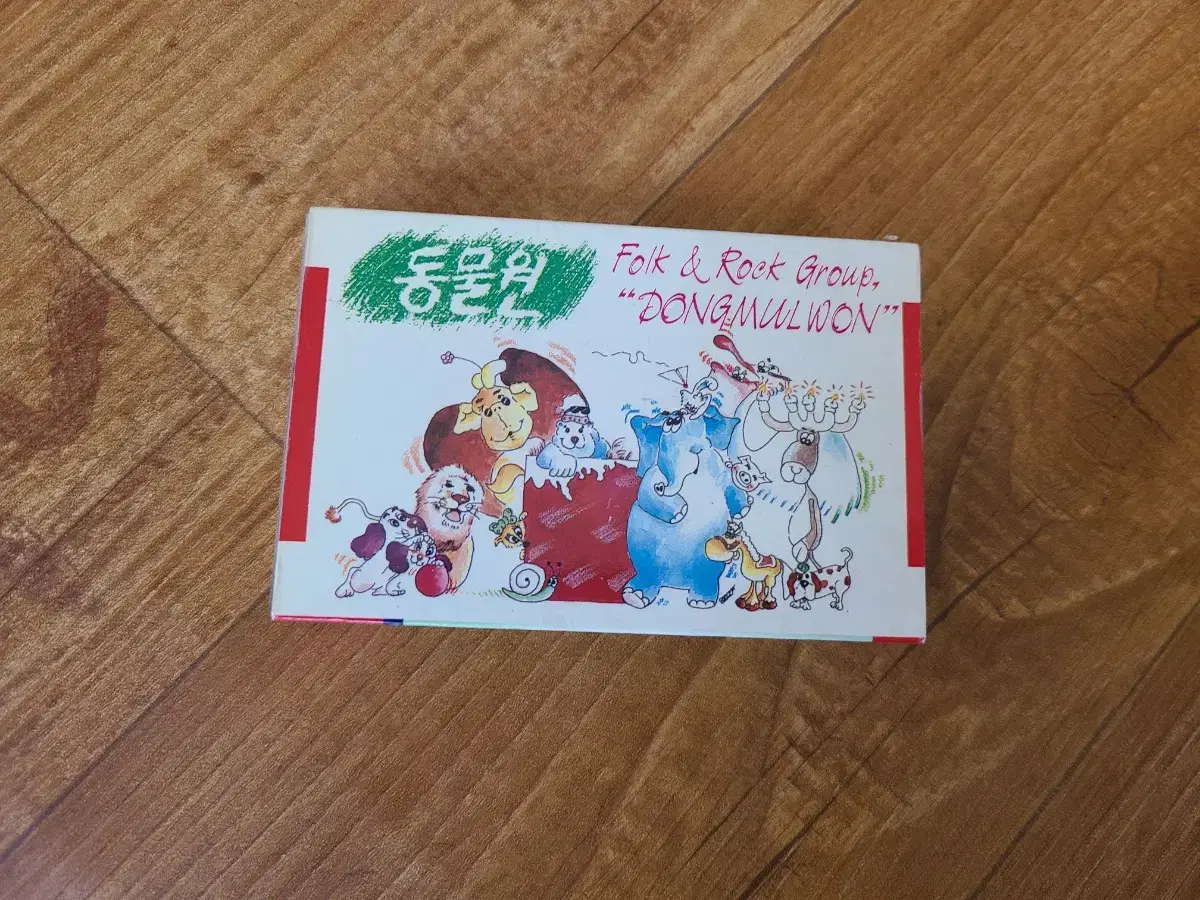 동물원
Folk & Rock Group,
"DONGMULWON"